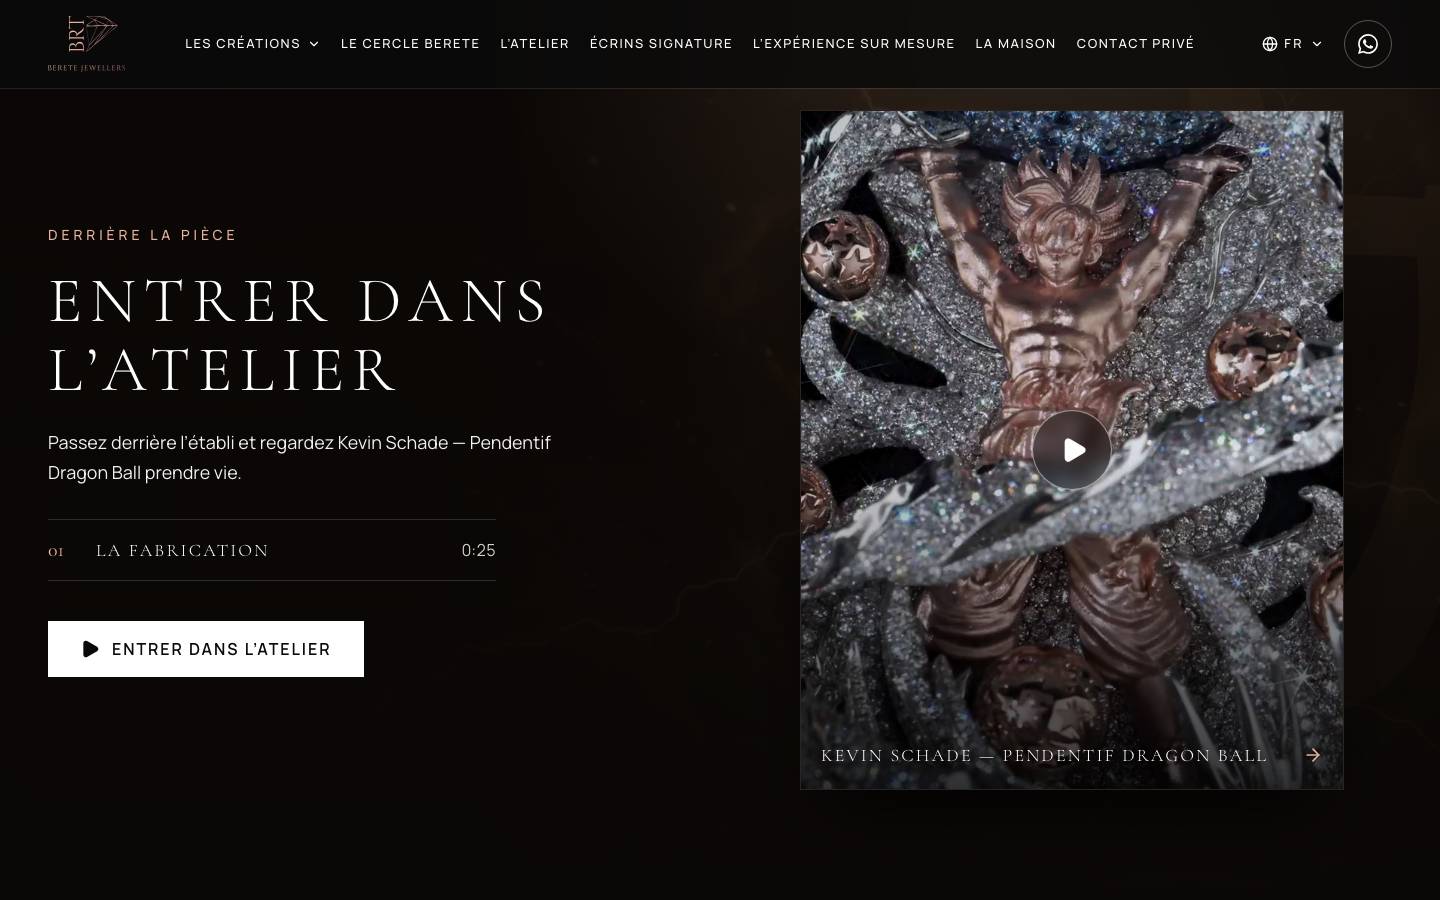 BRT
BERETE JEWELLERS
LES CRÉATIONS
LE CERCLE BERETE
L’ATELIER
ÉCRINS SIGNATURE
L’EXPÉRIENCE SUR MESURE
LA MAISON
CONTACT PRIVÉ
FR
DERRIÈRE LA PIÈCE
ENTRER DANS
L’ATELIER
Passez derrière l’établi et regardez Kevin Schade — Pendentif
Dragon Ball prendre vie.
01 LA FABRICATION 0:25
ENTRER DANS L’ATELIER
KEVIN SCHADE — PENDENTIF DRAGON BALL